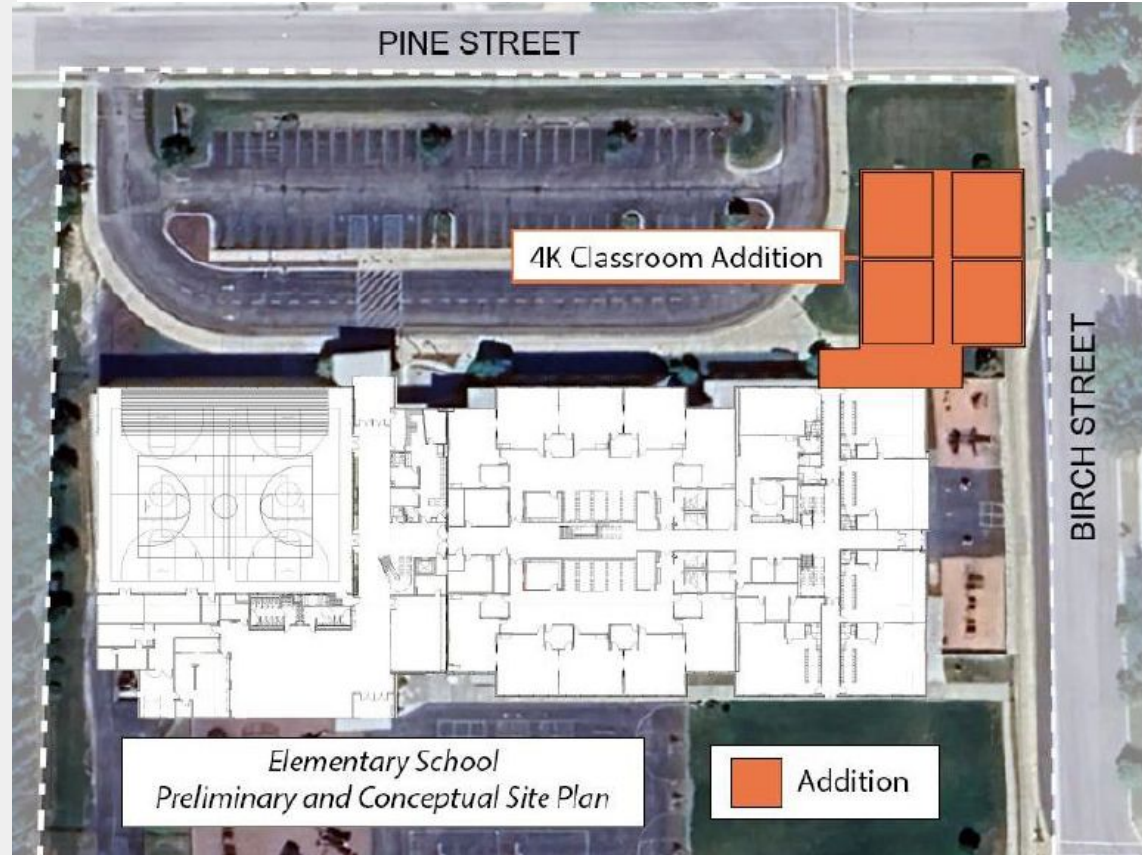 PINE STREET
4K Classroom Addition
BIRCH STREET
Elementary School
Preliminary and Conceptual Site Plan
Addition